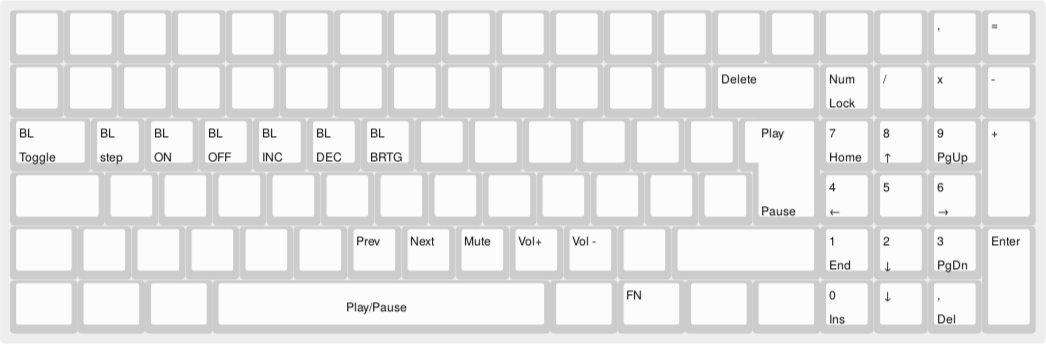 , =
Delete Num Lock / x -
BL Toggle BL step BL ON BL OFF BL INC BL DEC BL BRTG Play Pause 7 Home 8 ↑ 9 PgUp +
4 ← 5 6 →
Prev Next Mute Vol+ Vol - 1 End 2 ↓ 3 PgDn Enter
Play/Pause FN 0 Ins ↓ , Del